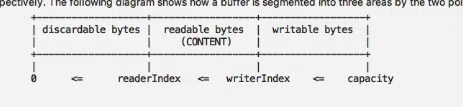 pectively. The following diagram shows how a buffer is segmented into three areas by the two poi
+-------------------+------------------+------------------+
| discardable bytes | readable bytes | writable bytes |
| | (CONTENT) | |
+-------------------+------------------+------------------+
| | | |
0 <= readerIndex <= writerIndex <= capacity